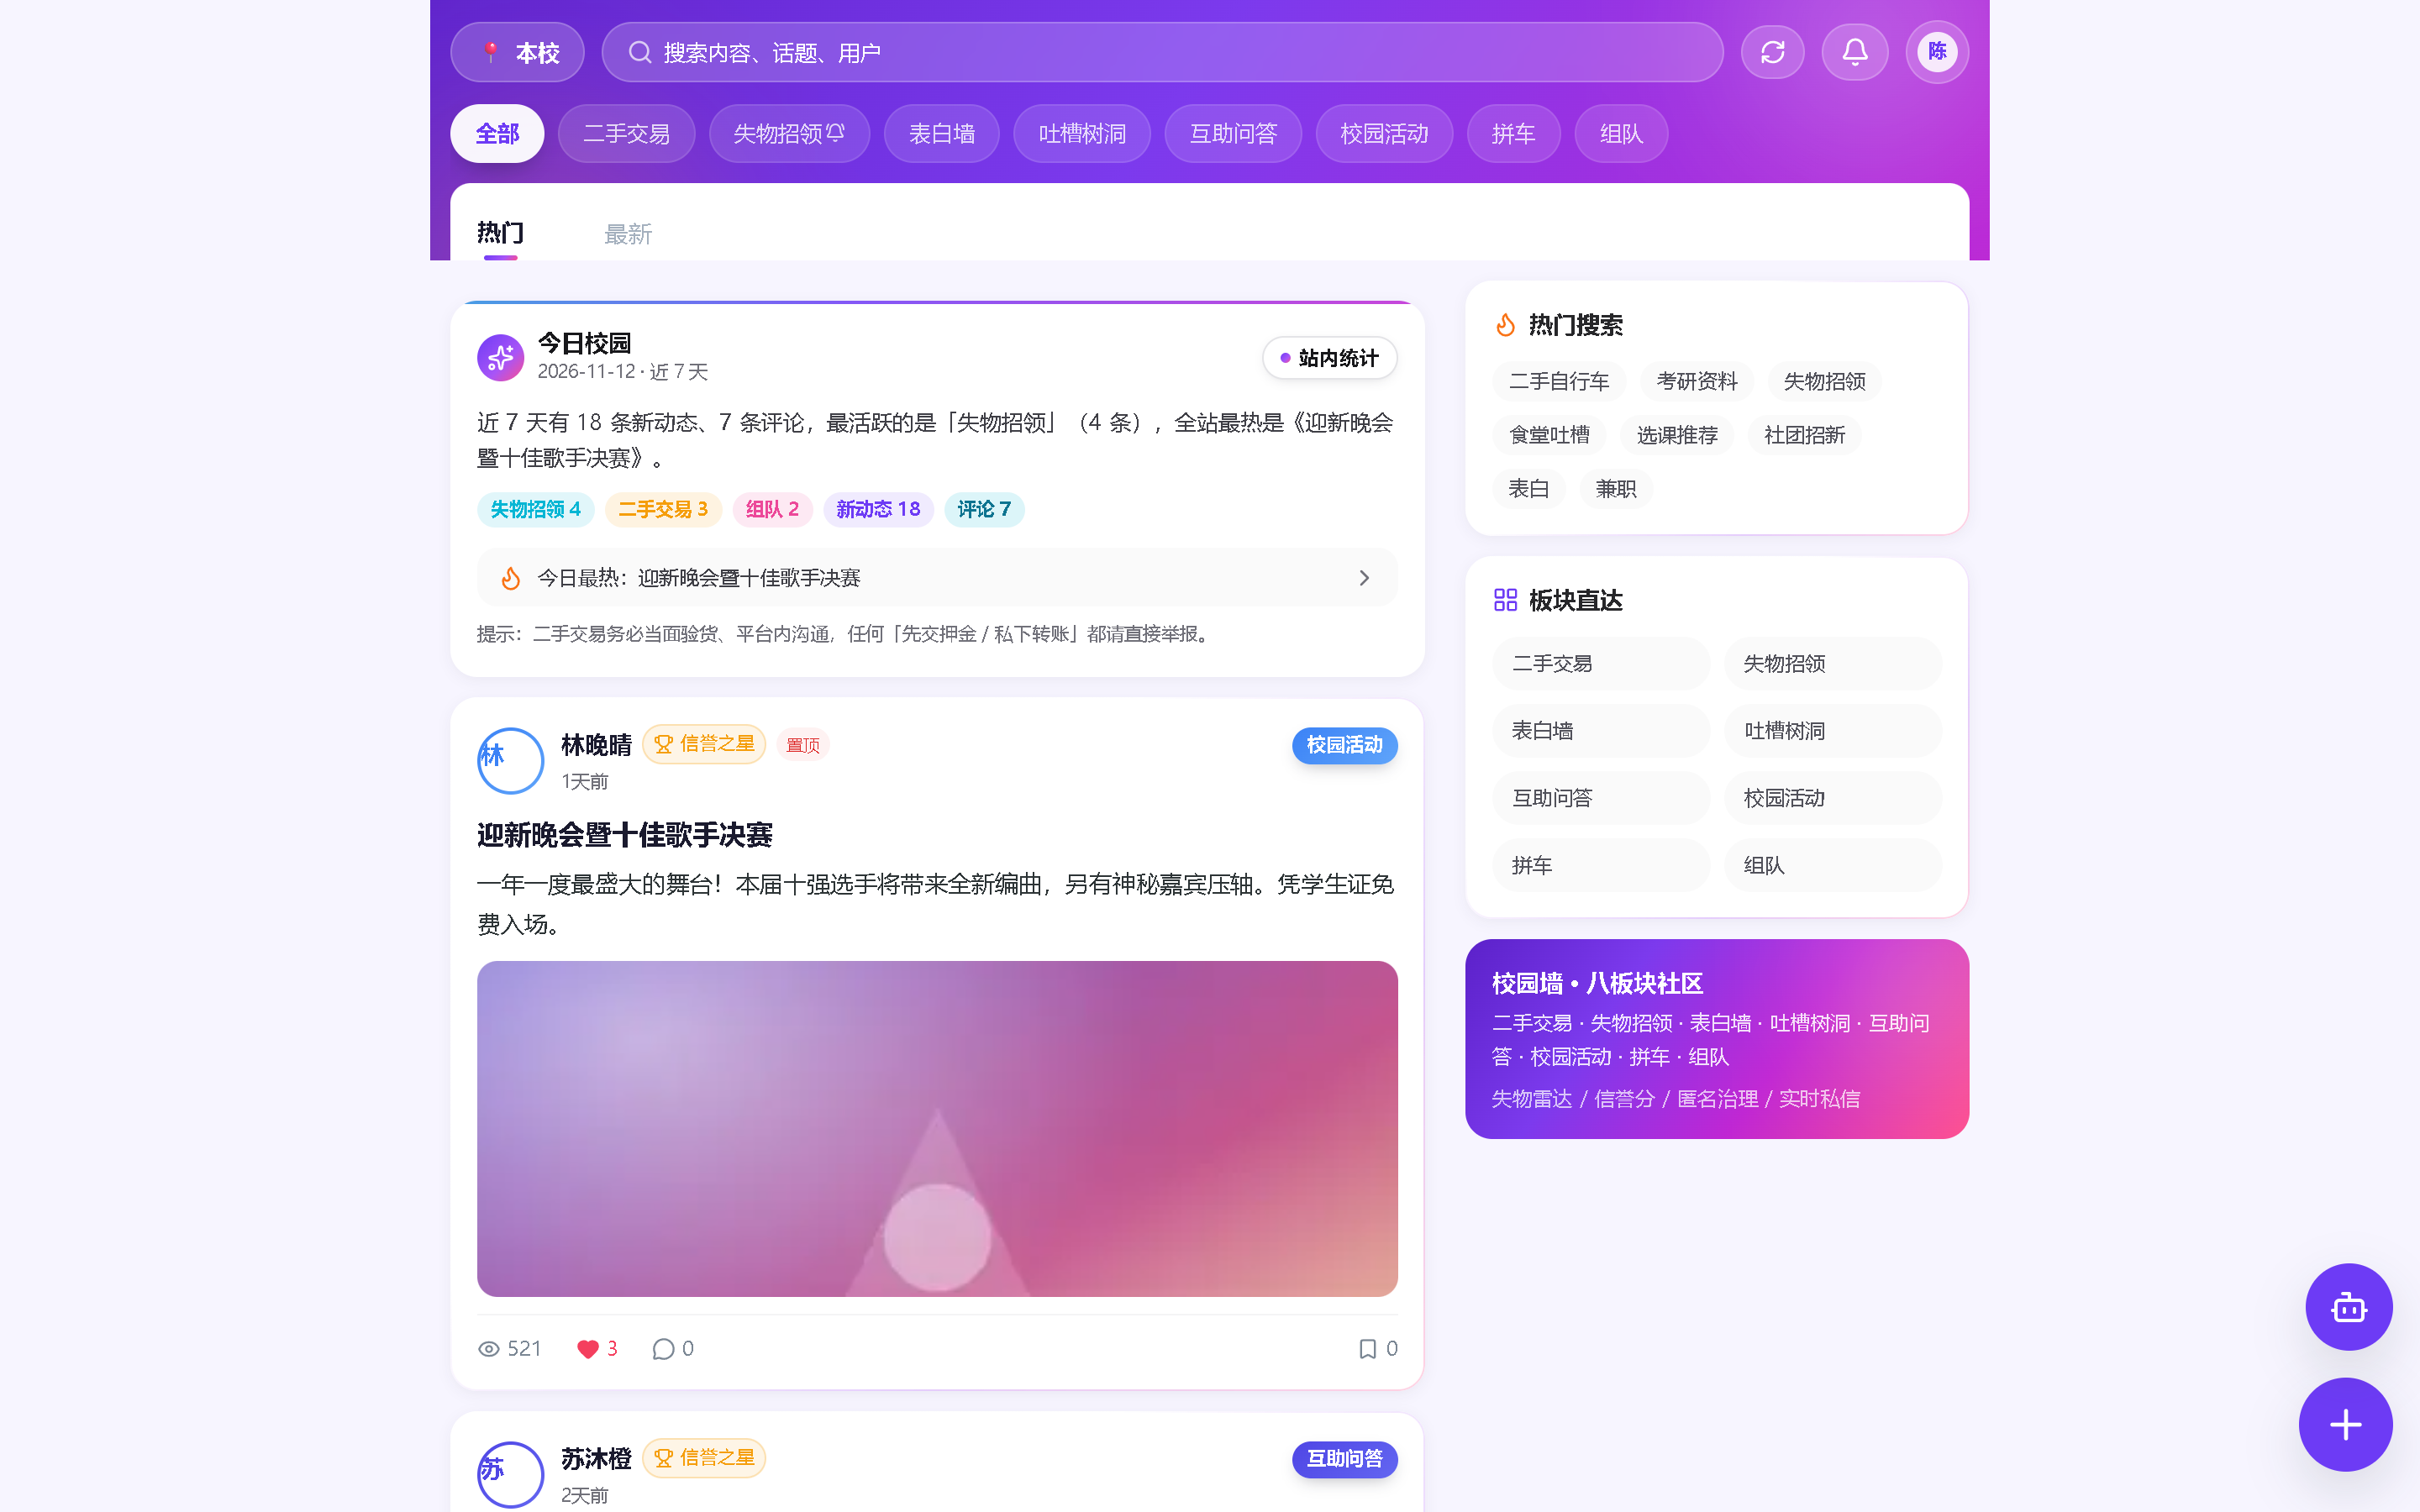 本校
搜索内容、话题、用户
陈
全部
二手交易
失物招领
表白墙
吐槽树洞
互助问答
校园活动
拼车
组队
热门
最新
今日校园
2026-11-12 · 近 7 天
站内统计
近 7 天有 18 条新动态、7 条评论，最活跃的是「失物招领」（4 条），全站最热是《迎新晚会
暨十佳歌手决赛》。
失物招领 4
二手交易 3
组队 2
新动态 18
评论 7
今日最热：迎新晚会暨十佳歌手决赛
提示：二手交易务必当面验货、平台内沟通，任何「先交押金 / 私下转账」都请直接举报。
林
林晚晴
信誉之星
置顶
校园活动
1天前
迎新晚会暨十佳歌手决赛
一年一度最盛大的舞台！本届十强选手将带来全新编曲，另有神秘嘉宾压轴。凭学生证免
费入场。
521
3
0
0
苏
苏沐橙
信誉之星
互助问答
2天前
热门搜索
二手自行车
考研资料
失物招领
食堂吐槽
选课推荐
社团招新
表白
兼职
板块直达
二手交易
失物招领
表白墙
吐槽树洞
互助问答
校园活动
拼车
组队
校园墙 • 八板块社区
二手交易 · 失物招领 · 表白墙 · 吐槽树洞 · 互助问
答 · 校园活动 · 拼车 · 组队
失物雷达 / 信誉分 / 匿名治理 / 实时私信